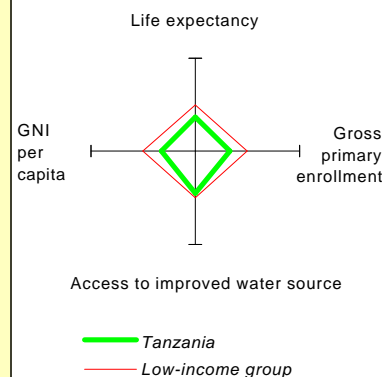 Life expectancy
GNI
per
capita
Gross
primary
enrollment
Access to improved water source
Tanzania
Low-income group